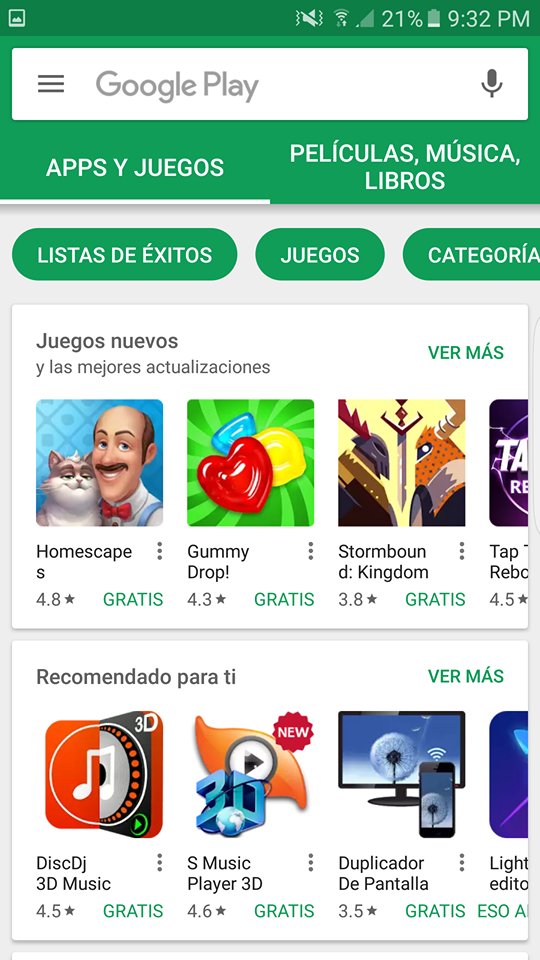 21% 9:32 PM
Google Play
APPS Y JUEGOS
PELÍCULAS, MÚSICA,
LIBROS
LISTAS DE ÉXITOS
JUEGOS
CATEGORÍA
Juegos nuevos
y las mejores actualizaciones
VER MÁS
TA
RE
Homescape
s
4.8★ GRATIS
Gummy
Drop!
4.3★ GRATIS
Stormboun
d: Kingdom
3.8★ GRATIS
Tap T
Rebo
4.5★
Recomendado para ti
VER MÁS
3D
NEW
3D
DiscDj
3D Music
4.5★ GRATIS
S Music
Player 3D
4.6★ GRATIS
Duplicador
De Pantalla
3.5★ GRATIS
Light
edito
ESO A